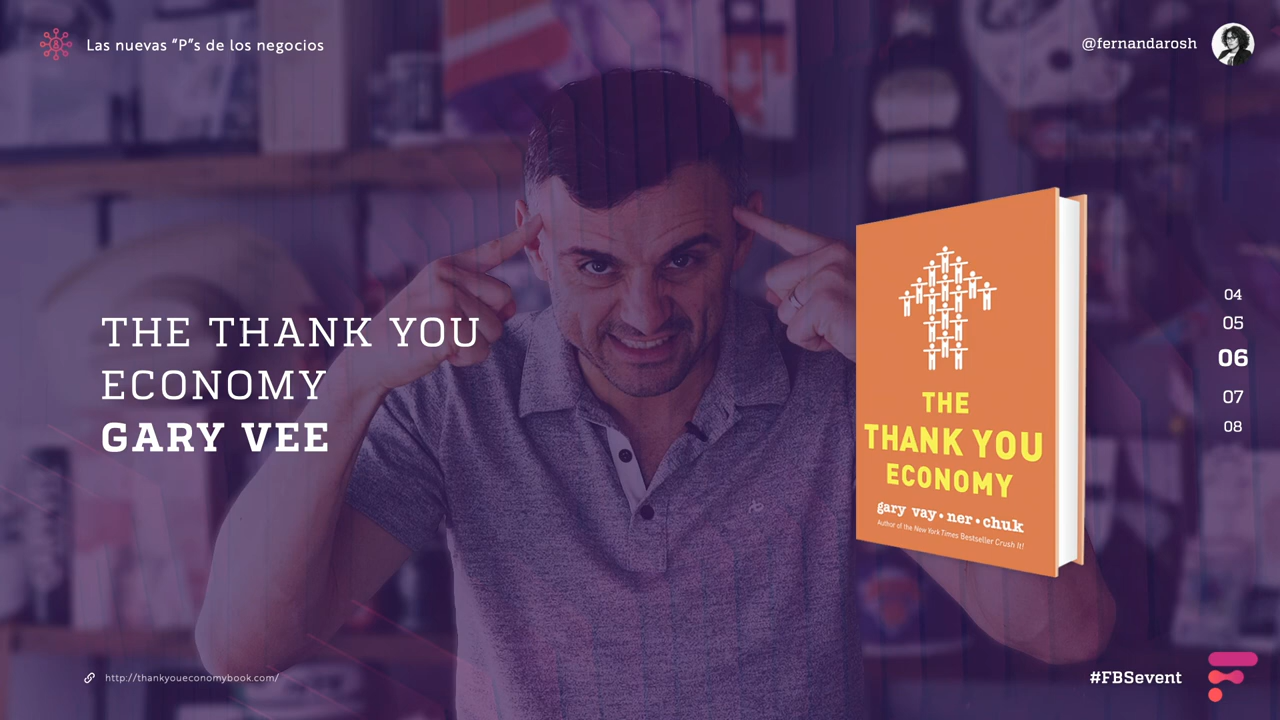 Las nuevas “P”s de los negocios
@fernandarosh
THE THANK YOU
ECONOMY
GARY VEE
THE
THANK YOU
ECONOMY
gary vay•ner•chuk
Author of the New York Times Bestseller Crush It!
04
05
06
07
08
http://thankyoueconomybook.com/
#FBSevent